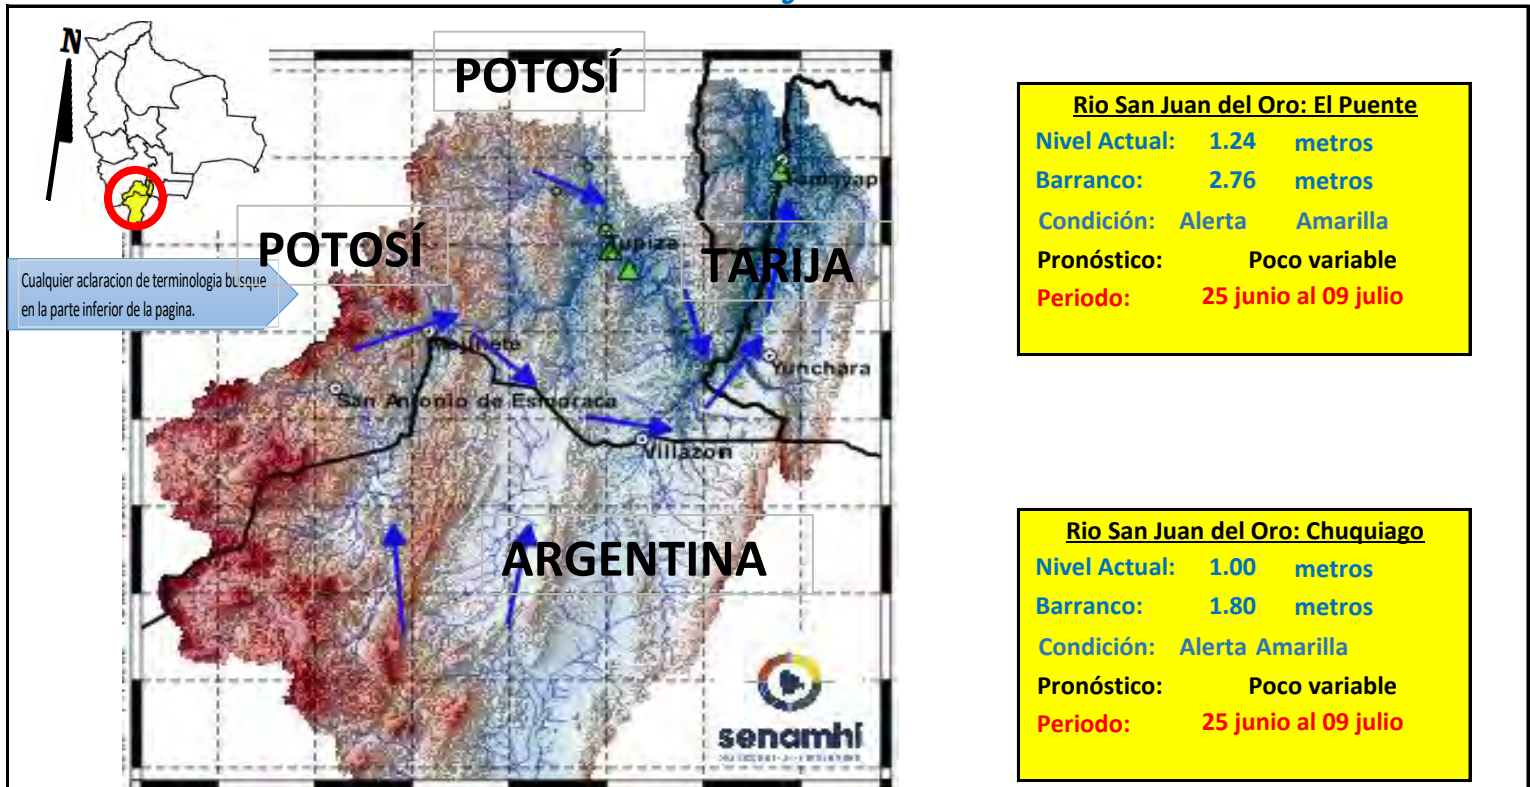 N
POTOSÍ
POTOSÍ
TARIJA
ARGENTINA
Cualquier aclaracion de terminologia busque
en la parte inferior de la pagina.
Tupiza
San Antonio de Esmoraca
Yunchara
Villazon
senamhi
Rio San Juan del Oro: El Puente
Nivel Actual: 1.24 metros
Barranco: 2.76 metros
Condición: Alerta Amarilla
Pronóstico: Poco variable
Periodo: 25 junio al 09 julio
Rio San Juan del Oro: Chuquiago
Nivel Actual: 1.00 metros
Barranco: 1.80 metros
Condición: Alerta Amarilla
Pronóstico: Poco variable
Periodo: 25 junio al 09 julio